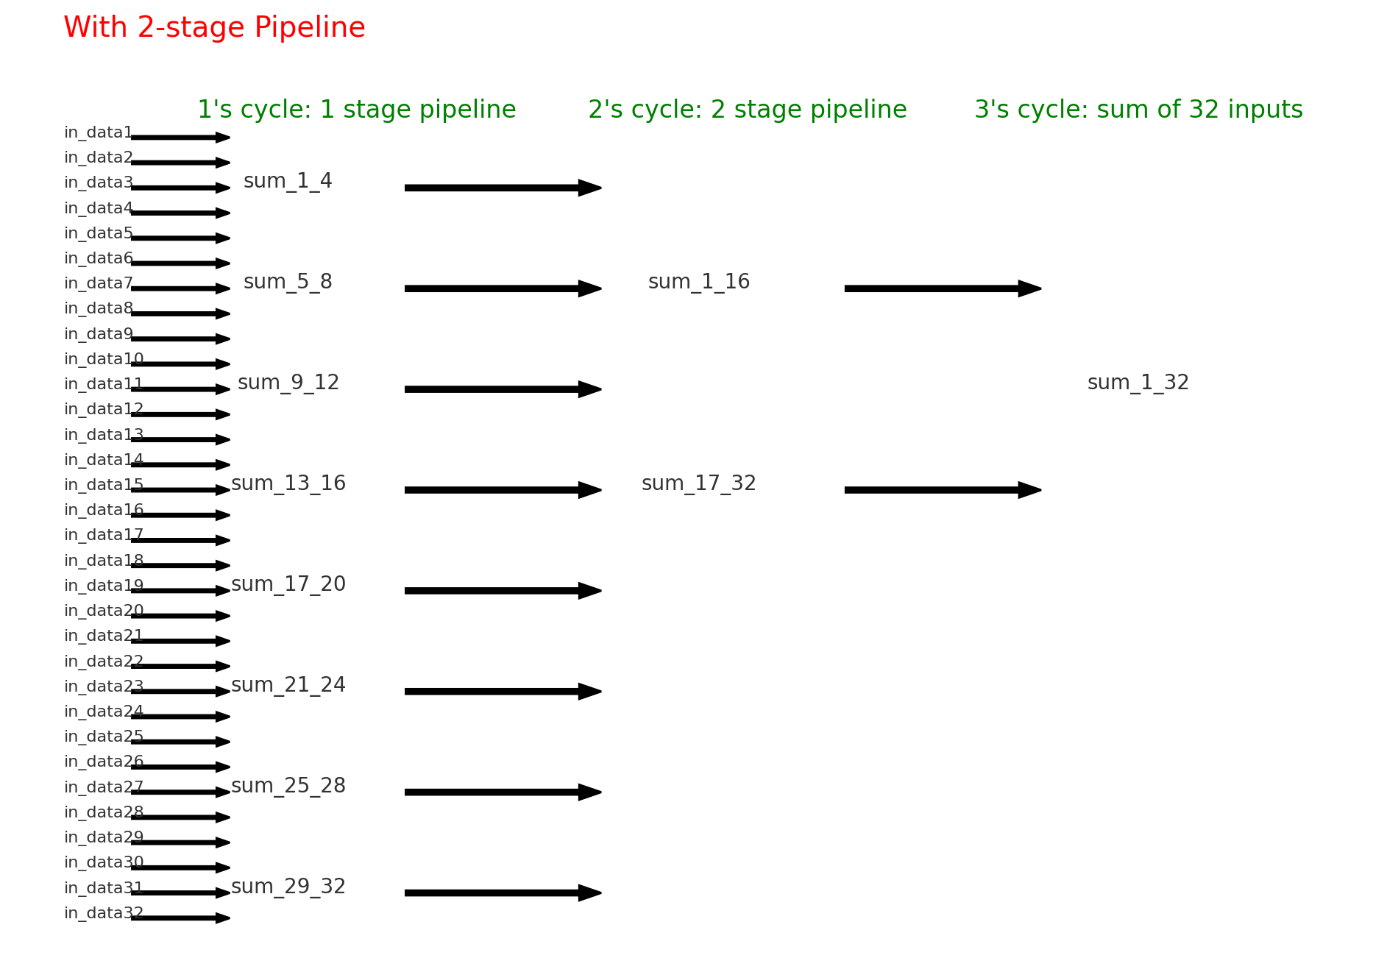 With 2-stage Pipeline
1's cycle: 1 stage pipeline
2's cycle: 2 stage pipeline
3's cycle: sum of 32 inputs
in_data1
in_data2
in_data3
in_data4
in_data5
in_data6
in_data7
in_data8
in_data9
in_data10
in_data11
in_data12
in_data13
in_data14
in_data15
in_data16
in_data17
in_data18
in_data19
in_data20
in_data21
in_data22
in_data23
in_data24
in_data25
in_data26
in_data27
in_data28
in_data29
in_data30
in_data31
in_data32
sum_1_4
sum_5_8
sum_9_12
sum_13_16
sum_17_20
sum_21_24
sum_25_28
sum_29_32
sum_1_16
sum_17_32
sum_1_32